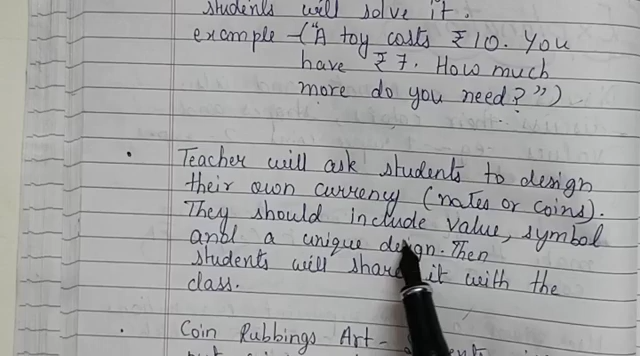 students will solve it.
example - ("A toy costs ₹10. You
have ₹7. How much
more do you need?")
• Teacher will ask students to design
their own currency (notes or coins).
They should include value, symbol
and a unique design. Then
students will share it with the
class.
• Coin Rubbings Art -